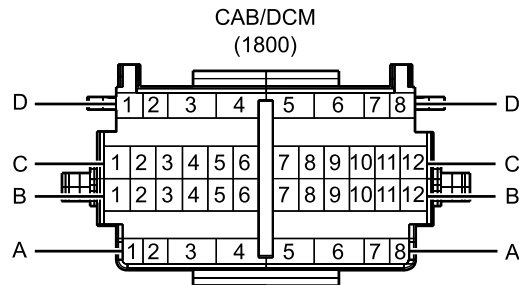 CAB/DCM
(1800)
D 1 2 3 4 5 6 7 8 D
C 1 2 3 4 5 6 7 8 9 10 11 12 C
B 1 2 3 4 5 6 7 8 9 10 11 12 B
A 1 2 3 4 5 6 7 8 A